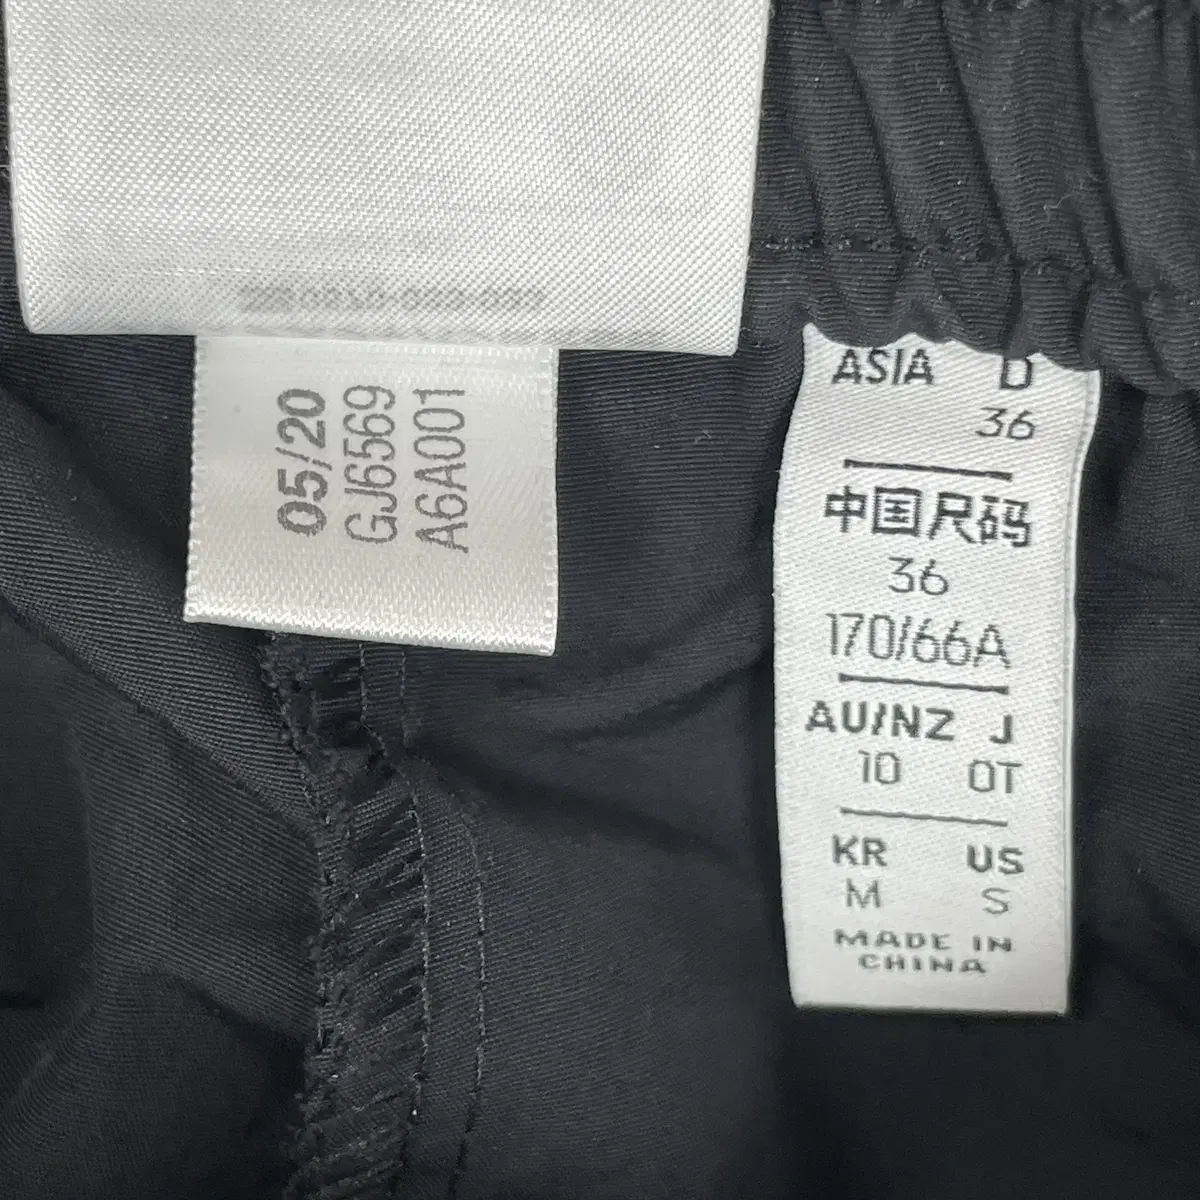 05/20
GJ6569
A6A001
ASIA D
36
中国尺码
36
170/66A
AU/NZ J
10 OT
KR US
M S
MADE IN
CHINA